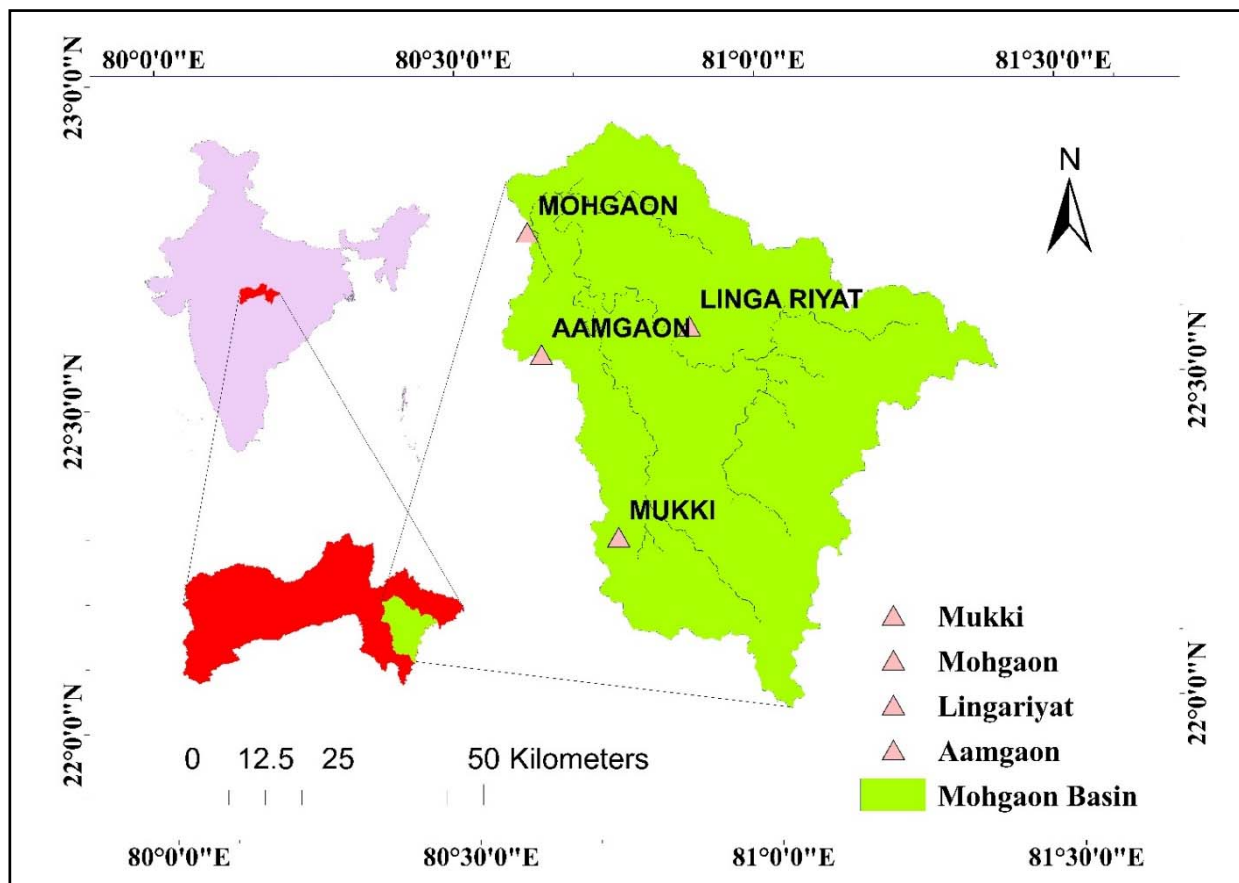 80°0'0"E 80°30'0"E 81°0'0"E 81°30'0"E
23°0'0"N
N
MOHGAON
LINGA RIYAT
AAMGAON
22°30'0"N
22°30'0"N
MUKKI
Mukki
Mohgaon
Lingariyat
Aamgaon
Mohgaon Basin
22°0'0"N
22°0'0"N
0 12.5 25 50 Kilometers
80°0'0"E 80°30'0"E 81°0'0"E 81°30'0"E